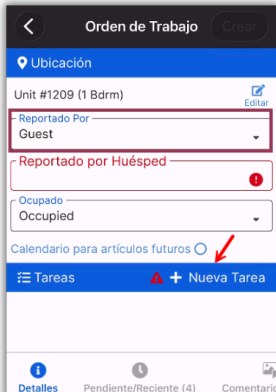 Orden de Trabajo
Crear
Ubicación
Unit #1209 (1 Bdrm)
Editar
Reportado Por
Guest
Reportado por Huésped
Ocupado
Occupied
Calendario para artículos futuros
Tareas
+ Nueva Tarea
Detalles
Pendiente/Reciente (4)